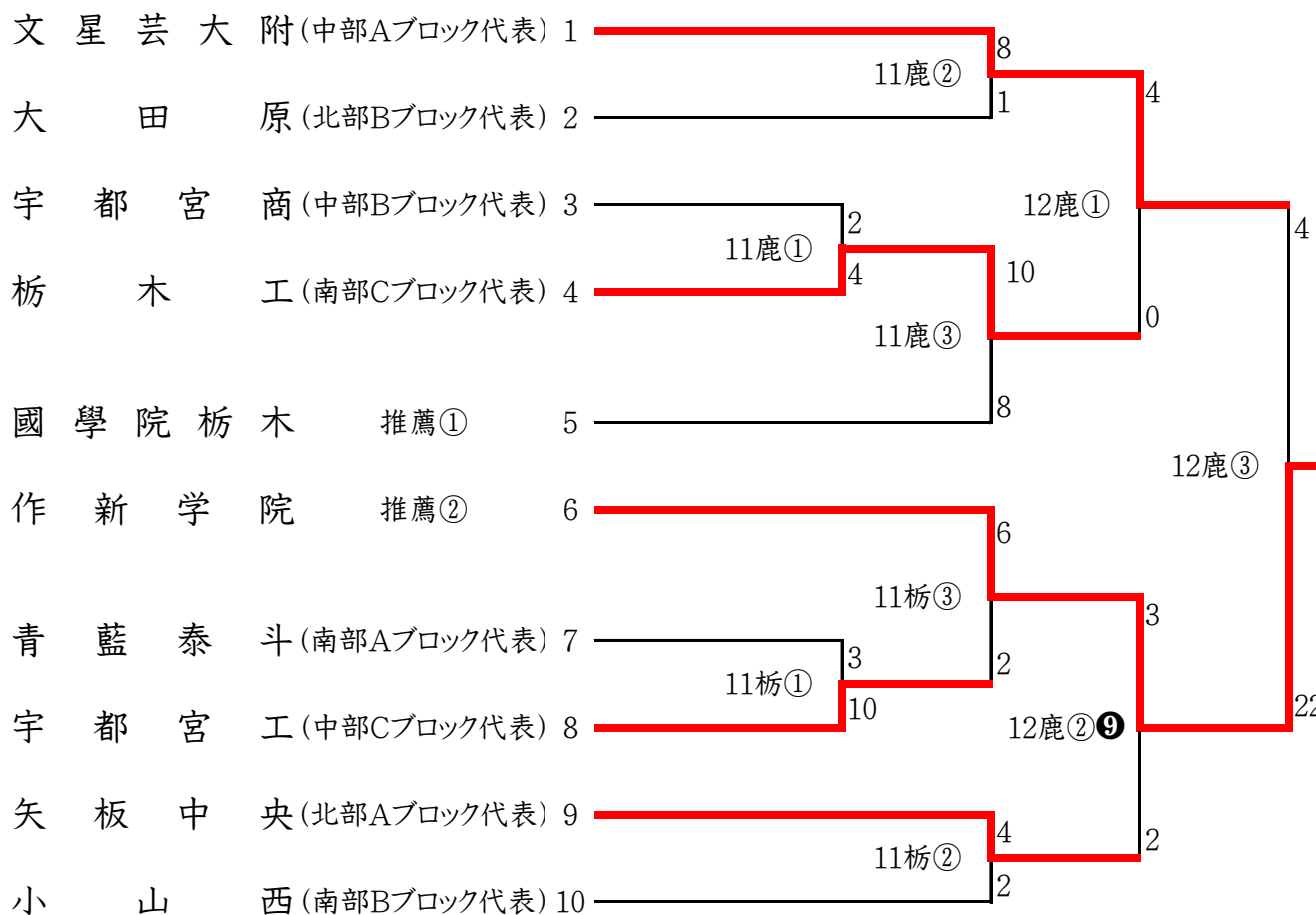 文星芸大附(中部Aブロック代表) 1
8
11鹿②
4
大田原(北部Bブロック代表) 2
1
宇都宮商(中部Bブロック代表) 3
2
12鹿①
4
11鹿①
栃木工(南部Cブロック代表) 4
4
10
0
11鹿③
國學院栃木 推薦① 5
8
12鹿③
作新学院 推薦② 6
6
11栃③
3
青藍泰斗(南部Aブロック代表) 7
3
2
11栃①
宇都宮工(中部Cブロック代表) 8
10
12鹿②❾
22
矢板中央(北部Aブロック代表) 9
4
2
11栃②
小山西(南部Bブロック代表) 10
2